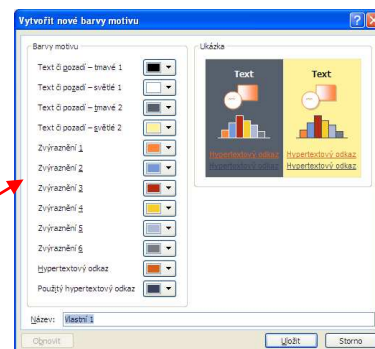 Vytvořit nové barvy motivu
Barvy motivu
Text či pozadí – tmavé 1
Text či pozadí – světlé 1
Text či pozadí – tmavé 2
Text či pozadí – světlé 2
Zvýraznění 1
Zvýraznění 2
Zvýraznění 3
Zvýraznění 4
Zvýraznění 5
Zvýraznění 6
Hypertextový odkaz
Použitý hypertextový odkaz
Ukázka
Text Text
Hypertextový odkaz Hypertextový odkaz
Hypertextový odkaz Hypertextový odkaz
Název: Vlastní 1
Obnovit Uložit Storno